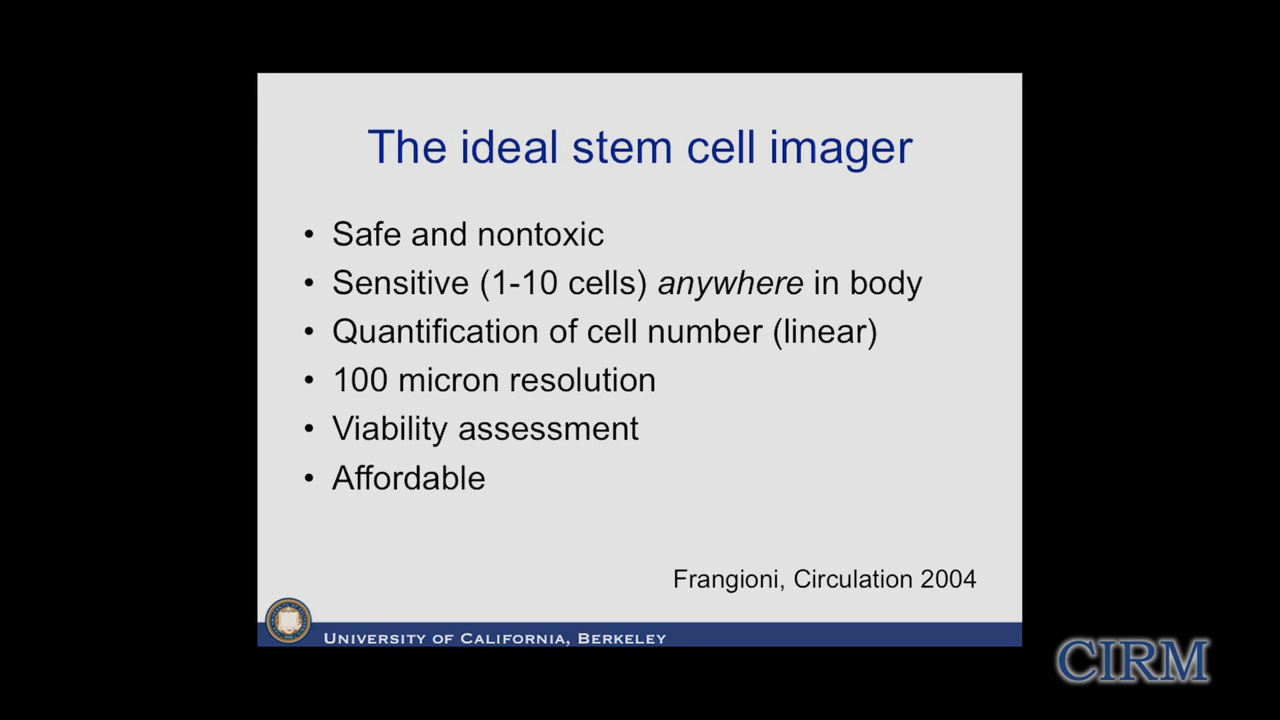 The ideal stem cell imager
• Safe and nontoxic
• Sensitive (1-10 cells) anywhere in body
• Quantification of cell number (linear)
• 100 micron resolution
• Viability assessment
• Affordable
Frangioni, Circulation 2004
UNIVERSITY OF CALIFORNIA, BERKELEY
CIRM